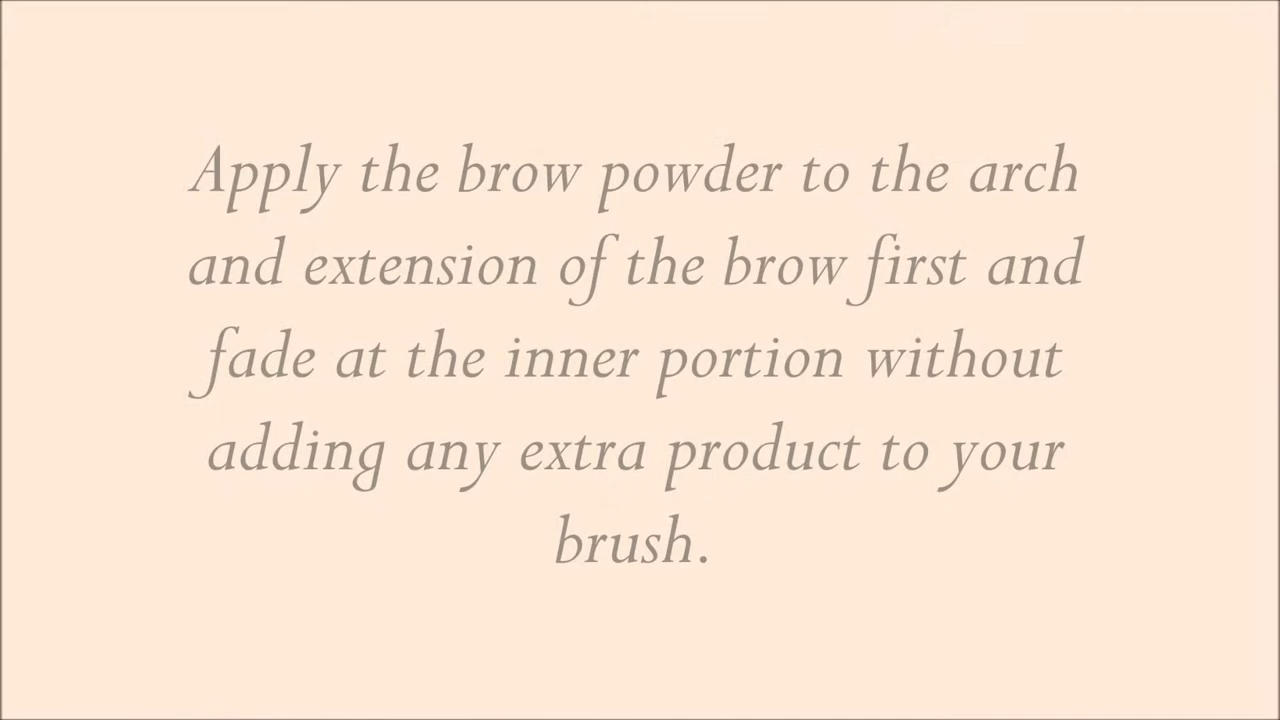 Apply the brow powder to the arch
and extension of the brow first and
fade at the inner portion without
adding any extra product to your
brush.